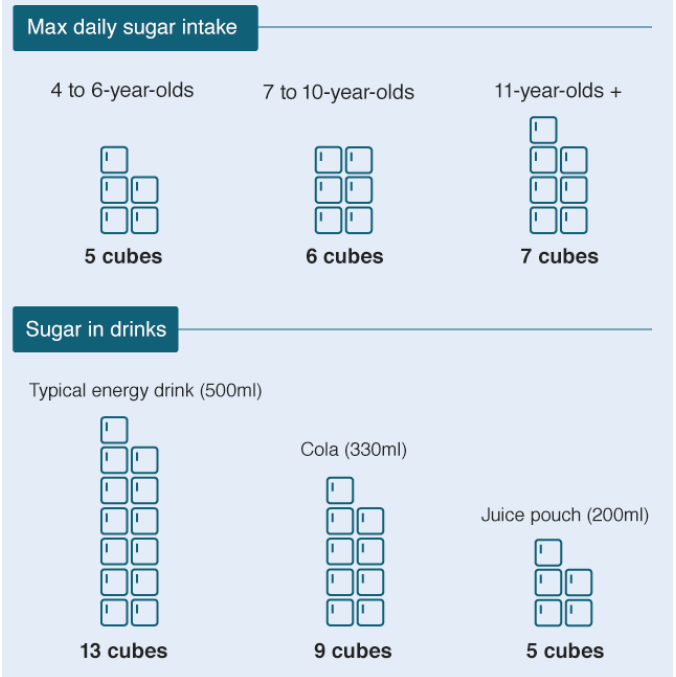 Max daily sugar intake
4 to 6-year-olds
7 to 10-year-olds
11-year-olds +
5 cubes
6 cubes
7 cubes
Sugar in drinks
Typical energy drink (500ml)
Cola (330ml)
Juice pouch (200ml)
13 cubes
9 cubes
5 cubes